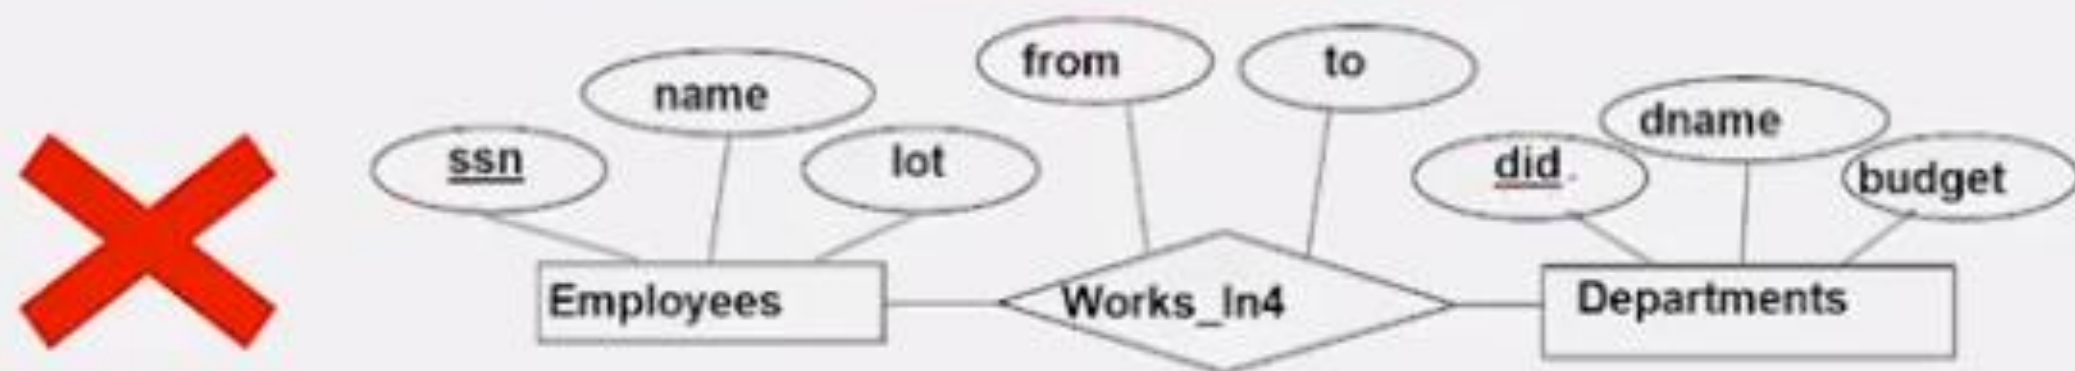 from
to
name
dname
ssn
lot
did.
budget
Employees
Works_In4
Departments